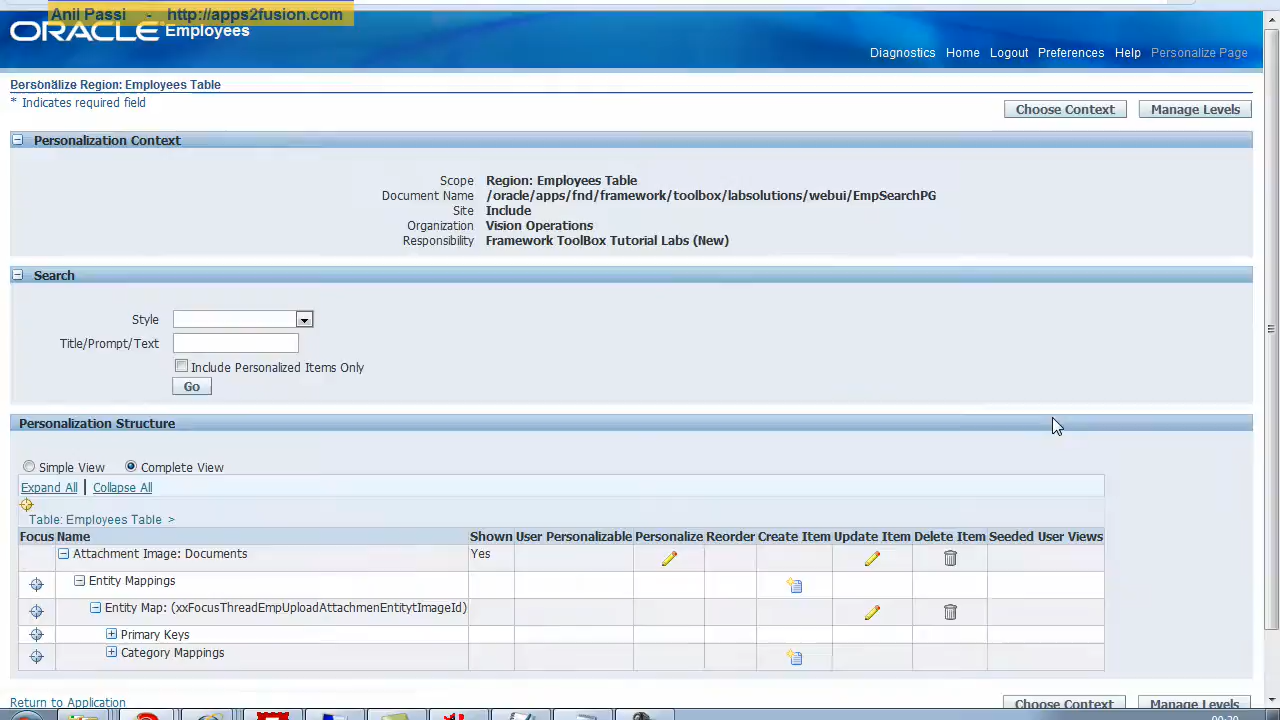 Anil Passi - http://apps2fusion.com
ORACLE Employees
Diagnostics Home Logout Preferences Help Personalize Page
Personalize Region: Employees Table
* Indicates required field
Choose Context Manage Levels
Personalization Context
Scope Region: Employees Table
Document Name /oracle/apps/fnd/framework/toolbox/labsolutions/webui/EmpSearchPG
Site Include
Organization Vision Operations
Responsibility Framework ToolBox Tutorial Labs (New)
Search
Style
Title/Prompt/Text
Include Personalized Items Only
Go
Personalization Structure
Simple View Complete View
Expand All Collapse All
Table: Employees Table >
Focus Name Shown User Personalizable Personalize Reorder Create Item Update Item Delete Item Seeded User Views
Attachment Image: Documents Yes
Entity Mappings
Entity Map: (xxFocusThreadEmpUploadAttachmenEntitytImageId)
Primary Keys
Category Mappings
Return to Application Choose Context Manage Levels
00:20